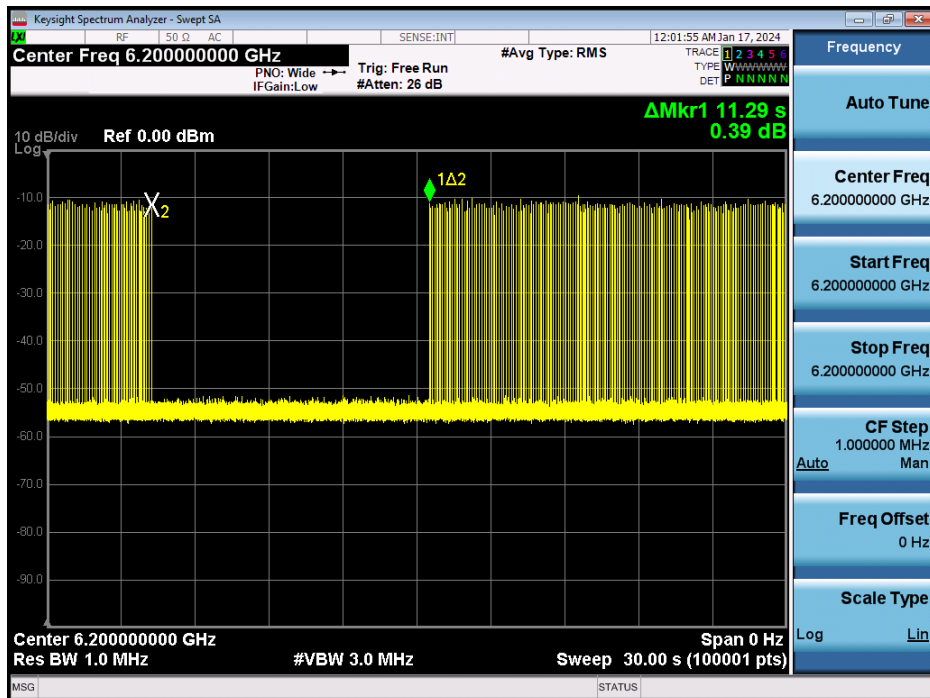 Keysight Spectrum Analyzer - Swept SA
LXI RF 50 Ω AC SENSE:INT 12:01:55 AM Jan 17, 2024
Center Freq 6.200000000 GHz
PNO: Wide
IFGain:Low
Trig: Free Run
#Atten: 26 dB
#Avg Type: RMS
TRACE 1 2 3 4 5 6
TYPE W W W W W W
DET P N N N N N
ΔMkr1 11.29 s
0.39 dB
10 dB/div Ref 0.00 dBm
Log
1Δ2
X2
-10.0
-20.0
-30.0
-40.0
-50.0
-60.0
-70.0
-80.0
-90.0
Center 6.200000000 GHz Span 0 Hz
Res BW 1.0 MHz #VBW 3.0 MHz Sweep 30.00 s (100001 pts)
MSG STATUS
Frequency
Auto Tune
Center Freq
6.200000000 GHz
Start Freq
6.200000000 GHz
Stop Freq
6.200000000 GHz
CF Step
1.000000 MHz
Auto Man
Freq Offset
0 Hz
Scale Type
Log Lin